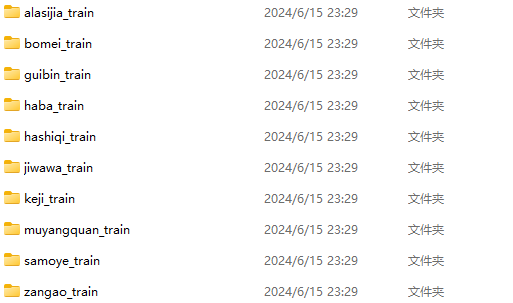 alasijia_train 2024/6/15 23:29 文件夹
bomei_train 2024/6/15 23:29 文件夹
guibin_train 2024/6/15 23:29 文件夹
haba_train 2024/6/15 23:29 文件夹
hashiqi_train 2024/6/15 23:29 文件夹
jiwawa_train 2024/6/15 23:29 文件夹
keji_train 2024/6/15 23:29 文件夹
muyangquan_train 2024/6/15 23:29 文件夹
samoye_train 2024/6/15 23:29 文件夹
zangao_train 2024/6/15 23:29 文件夹